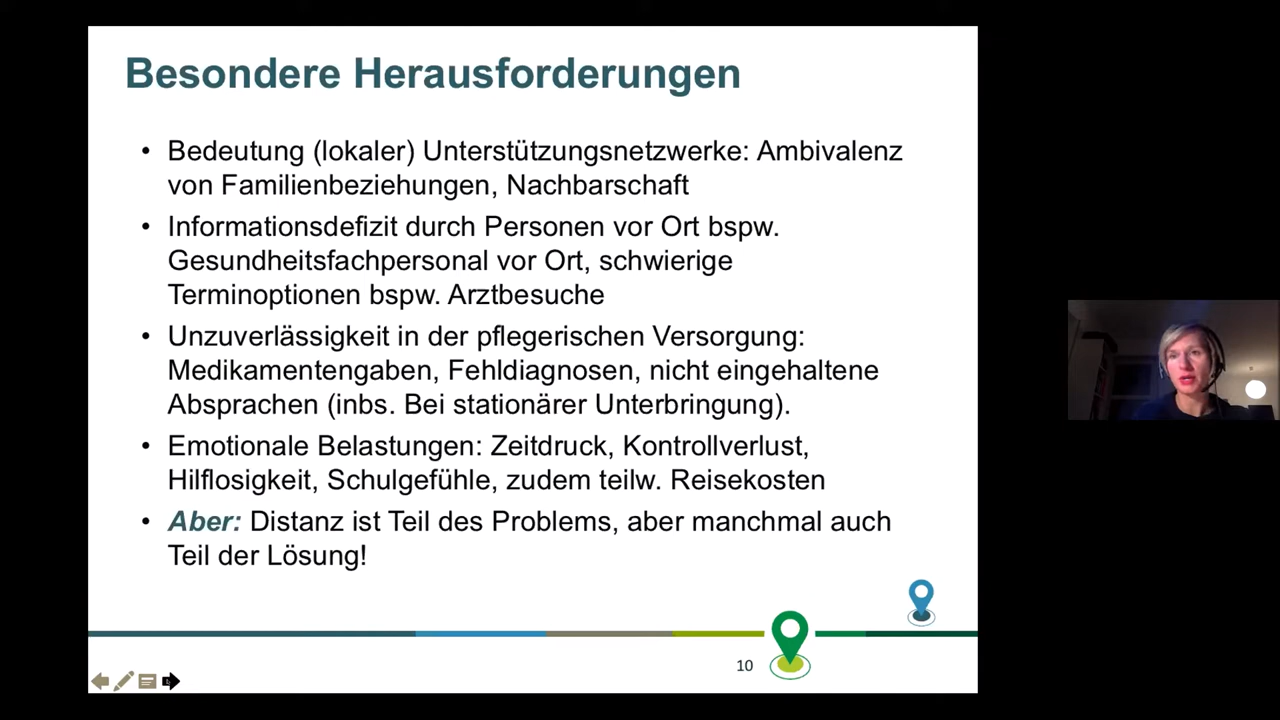 Besondere Herausforderungen
• Bedeutung (lokaler) Unterstützungsnetzwerke: Ambivalenz
von Familienbeziehungen, Nachbarschaft
• Informationsdefizit durch Personen vor Ort bspw.
Gesundheitsfachpersonal vor Ort, schwierige
Terminoptionen bspw. Arztbesuche
• Unzuverlässigkeit in der pflegerischen Versorgung:
Medikamentengaben, Fehldiagnosen, nicht eingehaltene
Absprachen (inbs. Bei stationärer Unterbringung).
• Emotionale Belastungen: Zeitdruck, Kontrollverlust,
Hilflosigkeit, Schulgefühle, zudem teilw. Reisekosten
• Aber: Distanz ist Teil des Problems, aber manchmal auch
Teil der Lösung!
10